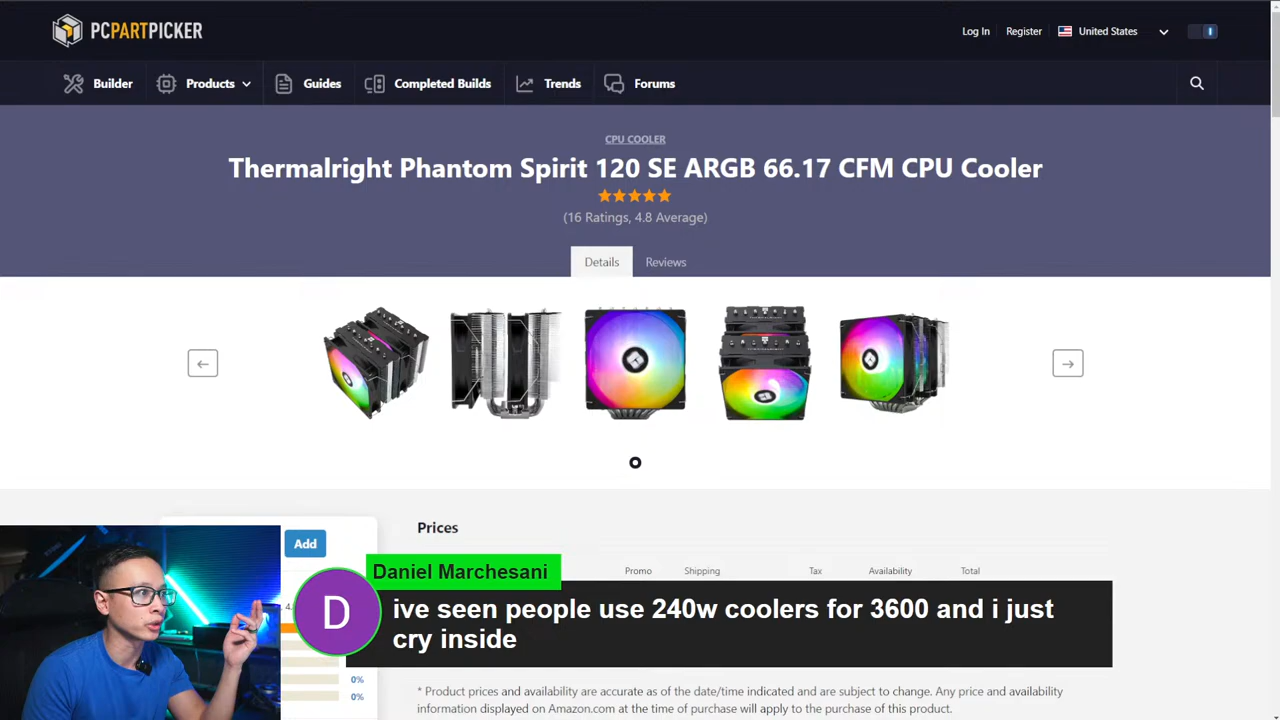 PCPARTPICKER
Log In Register United States
Builder Products Guides Completed Builds Trends Forums
CPU COOLER
Thermalright Phantom Spirit 120 SE ARGB 66.17 CFM CPU Cooler
(16 Ratings, 4.8 Average)
Details Reviews
Prices
Add
Promo Shipping Tax Availability Total
Daniel Marchesani
D
ive seen people use 240w coolers for 3600 and i just
cry inside
0%
0%
* Product prices and availability are accurate as of the date/time indicated and are subject to change. Any price and availability
information displayed on Amazon.com at the time of purchase will apply to the purchase of this product.